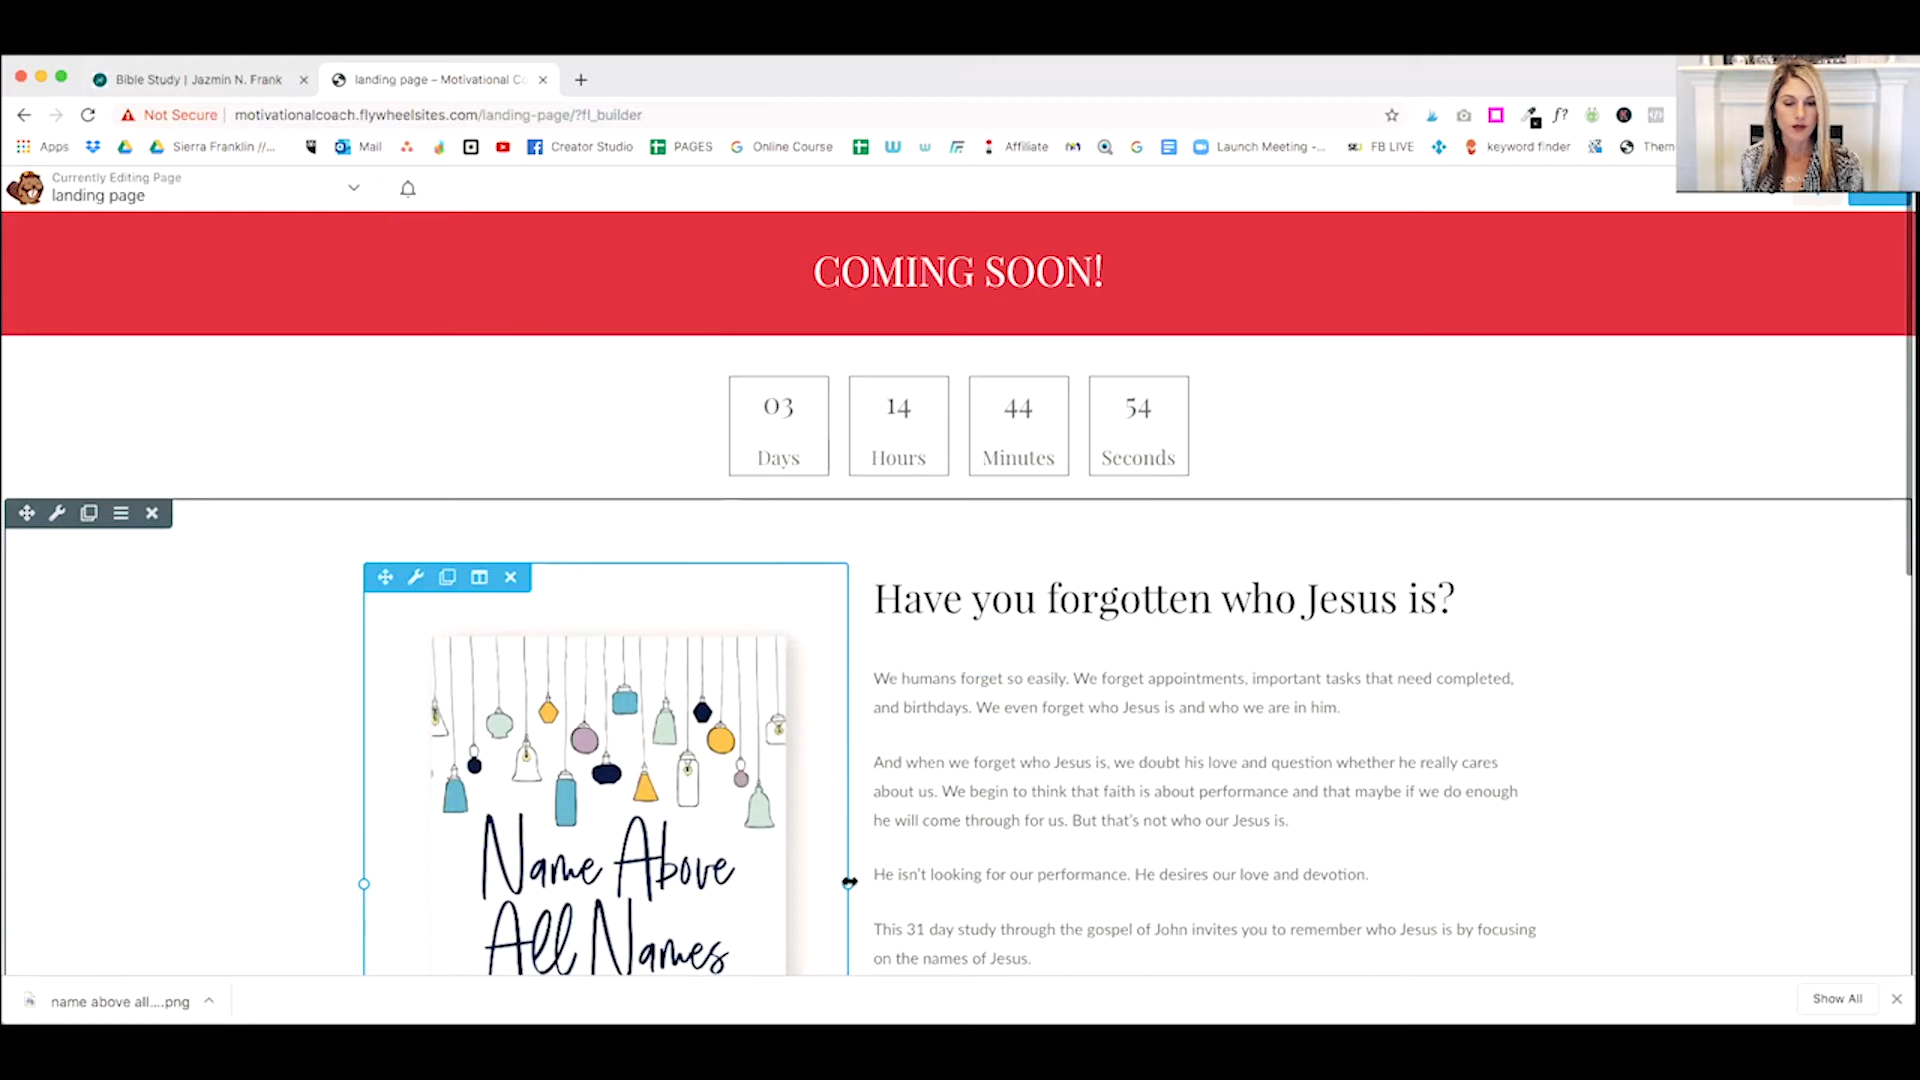 Bible Study | Jazmin N. Frank
landing page – Motivational Co
Not Secure
motivationalcoach.flywheelsites.com/landing-page/?fl_builder
Apps
Sierra Franklin //...
Mail
Creator Studio
PAGES
Online Course
Affiliate
Launch Meeting -...
FB LIVE
keyword finder
Them
Currently Editing Page
landing page
COMING SOON!
03 14 44 54
Days Hours Minutes Seconds
Have you forgotten who Jesus is?
We humans forget so easily. We forget appointments, important tasks that need completed,
and birthdays. We even forget who Jesus is and who we are in him.
And when we forget who Jesus is, we doubt his love and question whether he really cares
about us. We begin to think that faith is about performance and that maybe if we do enough
he will come through for us. But that's not who our Jesus is.
He isn't looking for our performance. He desires our love and devotion.
This 31 day study through the gospel of John invites you to remember who Jesus is by focusing
on the names of Jesus.
Name Above
All Names
name above all....png
Show All